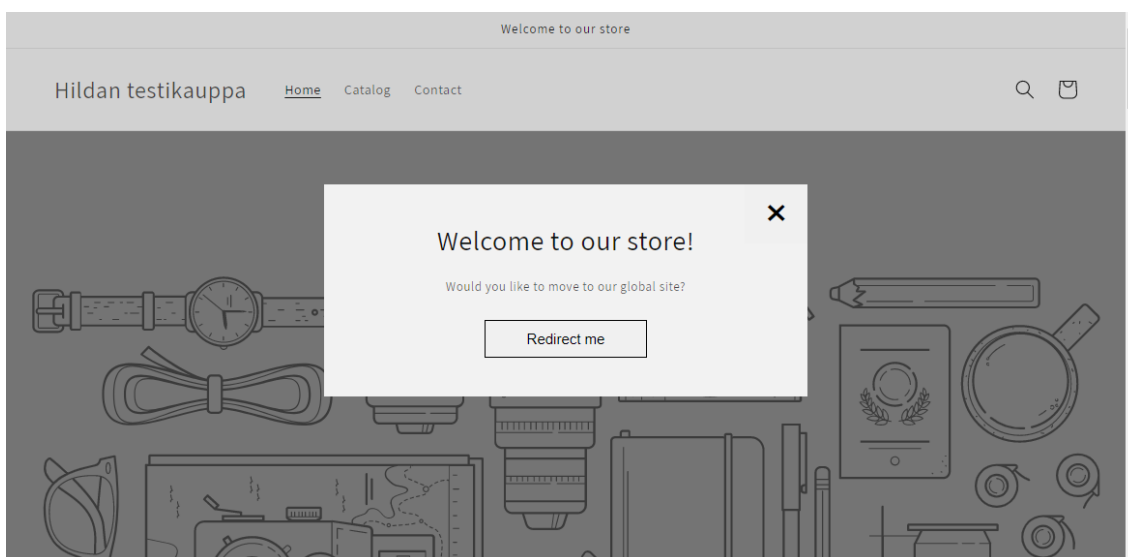 Welcome to our store
Hildan testikauppa Home Catalog Contact
Welcome to our store!
Would you like to move to our global site?
Redirect me